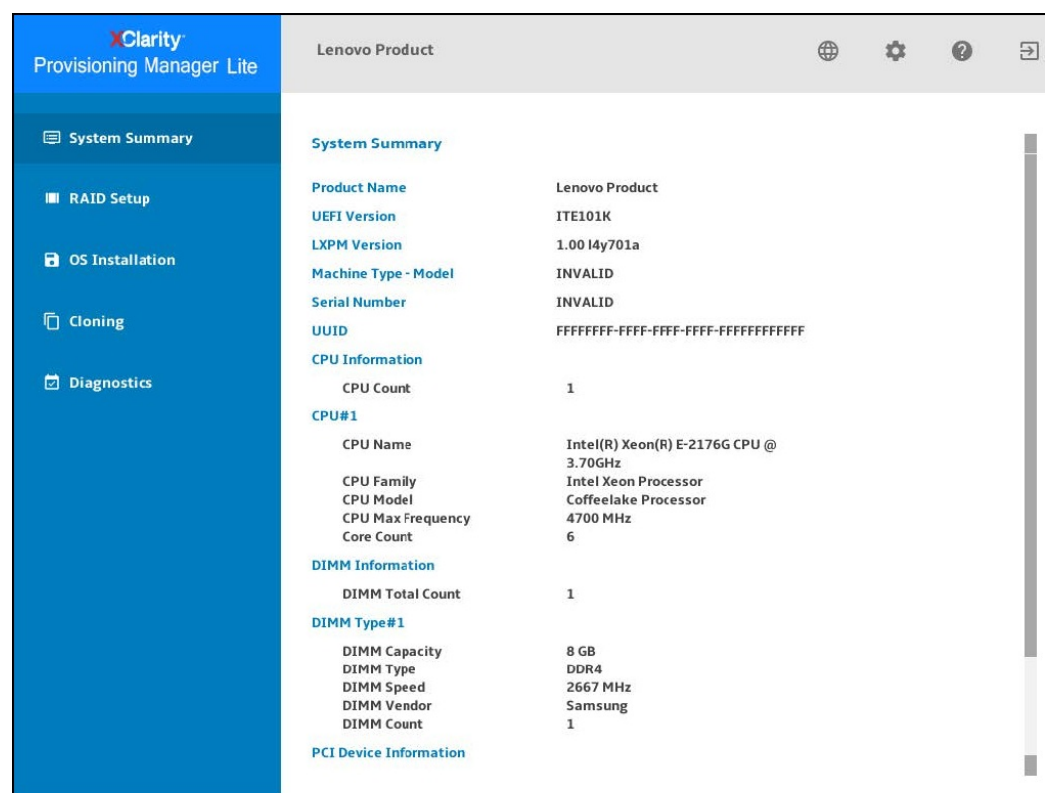 XClarity
Provisioning Manager Lite
Lenovo Product
System Summary
RAID Setup
OS Installation
Cloning
Diagnostics
System Summary
Product Name Lenovo Product
UEFI Version ITE101K
LXPM Version 1.00 l4y701a
Machine Type - Model INVALID
Serial Number INVALID
UUID FFFFFFFF-FFFF-FFFF-FFFF-FFFFFFFFFFFF
CPU Information
CPU Count 1
CPU#1
CPU Name Intel(R) Xeon(R) E-2176G CPU @
3.70GHz
CPU Family Intel Xeon Processor
CPU Model Coffeelake Processor
CPU Max Frequency 4700 MHz
Core Count 6
DIMM Information
DIMM Total Count 1
DIMM Type#1
DIMM Capacity 8 GB
DIMM Type DDR4
DIMM Speed 2667 MHz
DIMM Vendor Samsung
DIMM Count 1
PCI Device Information